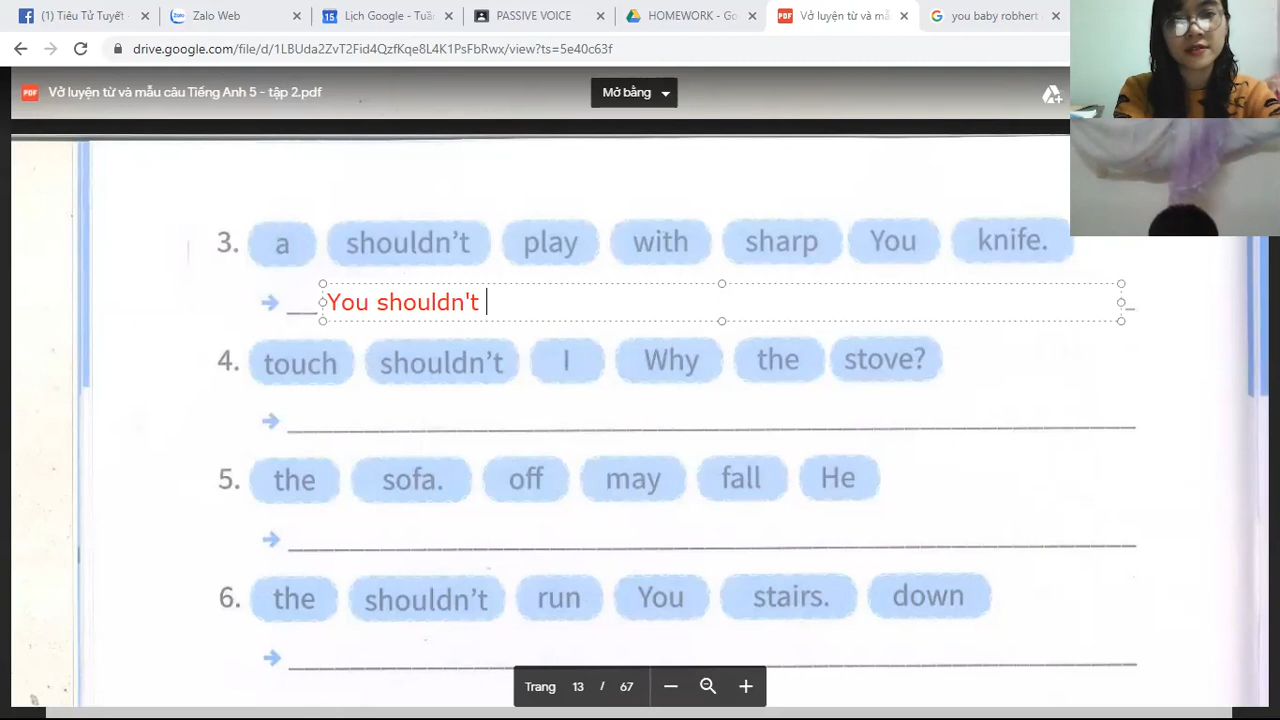 (1) Tiêu Tử Tuyết -
Zalo Web
Lịch Google - Tuần
PASSIVE VOICE
HOMEWORK - Go
Vở luyện từ và mẫ
you baby robhert
drive.google.com/file/d/1LBUda2ZvT2Fid4QzfKqe8L4K1PsFbRwx/view?ts=5e40c63f
Vở luyện từ và mẫu câu Tiếng Anh 5 - tập 2.pdf
Mở bằng
3. a shouldn't play with sharp You knife.
You shouldn't
4. touch shouldn't I Why the stove?
5. the sofa. off may fall He
6. the shouldn't run You stairs. down
Trang 13 / 67